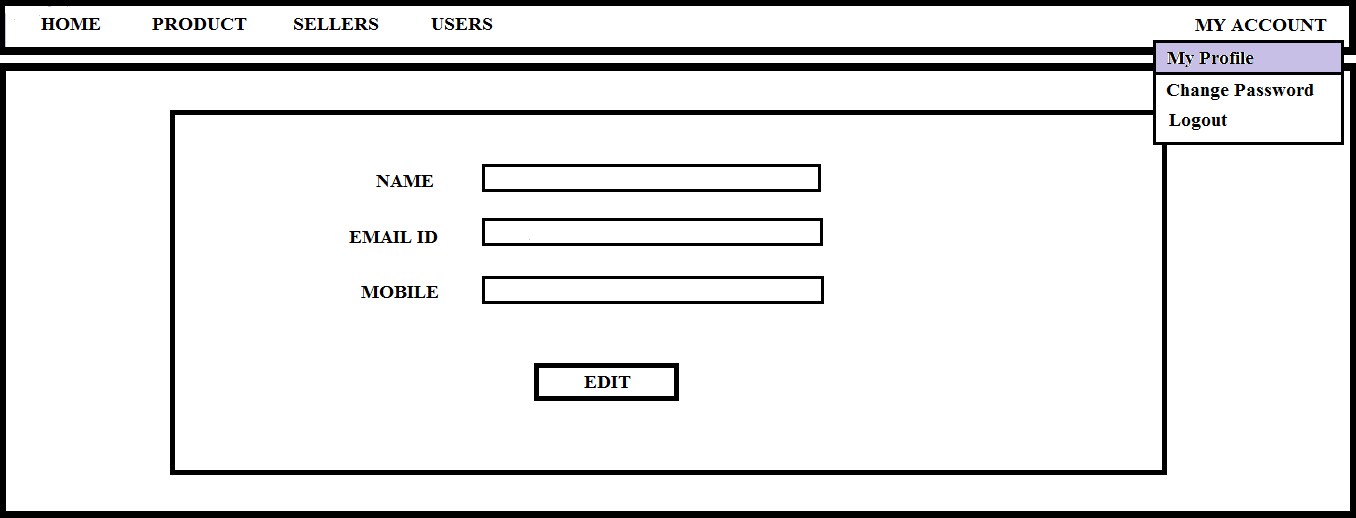 HOME PRODUCT SELLERS USERS MY ACCOUNT
My Profile
Change Password
Logout
NAME
EMAIL ID
MOBILE
EDIT